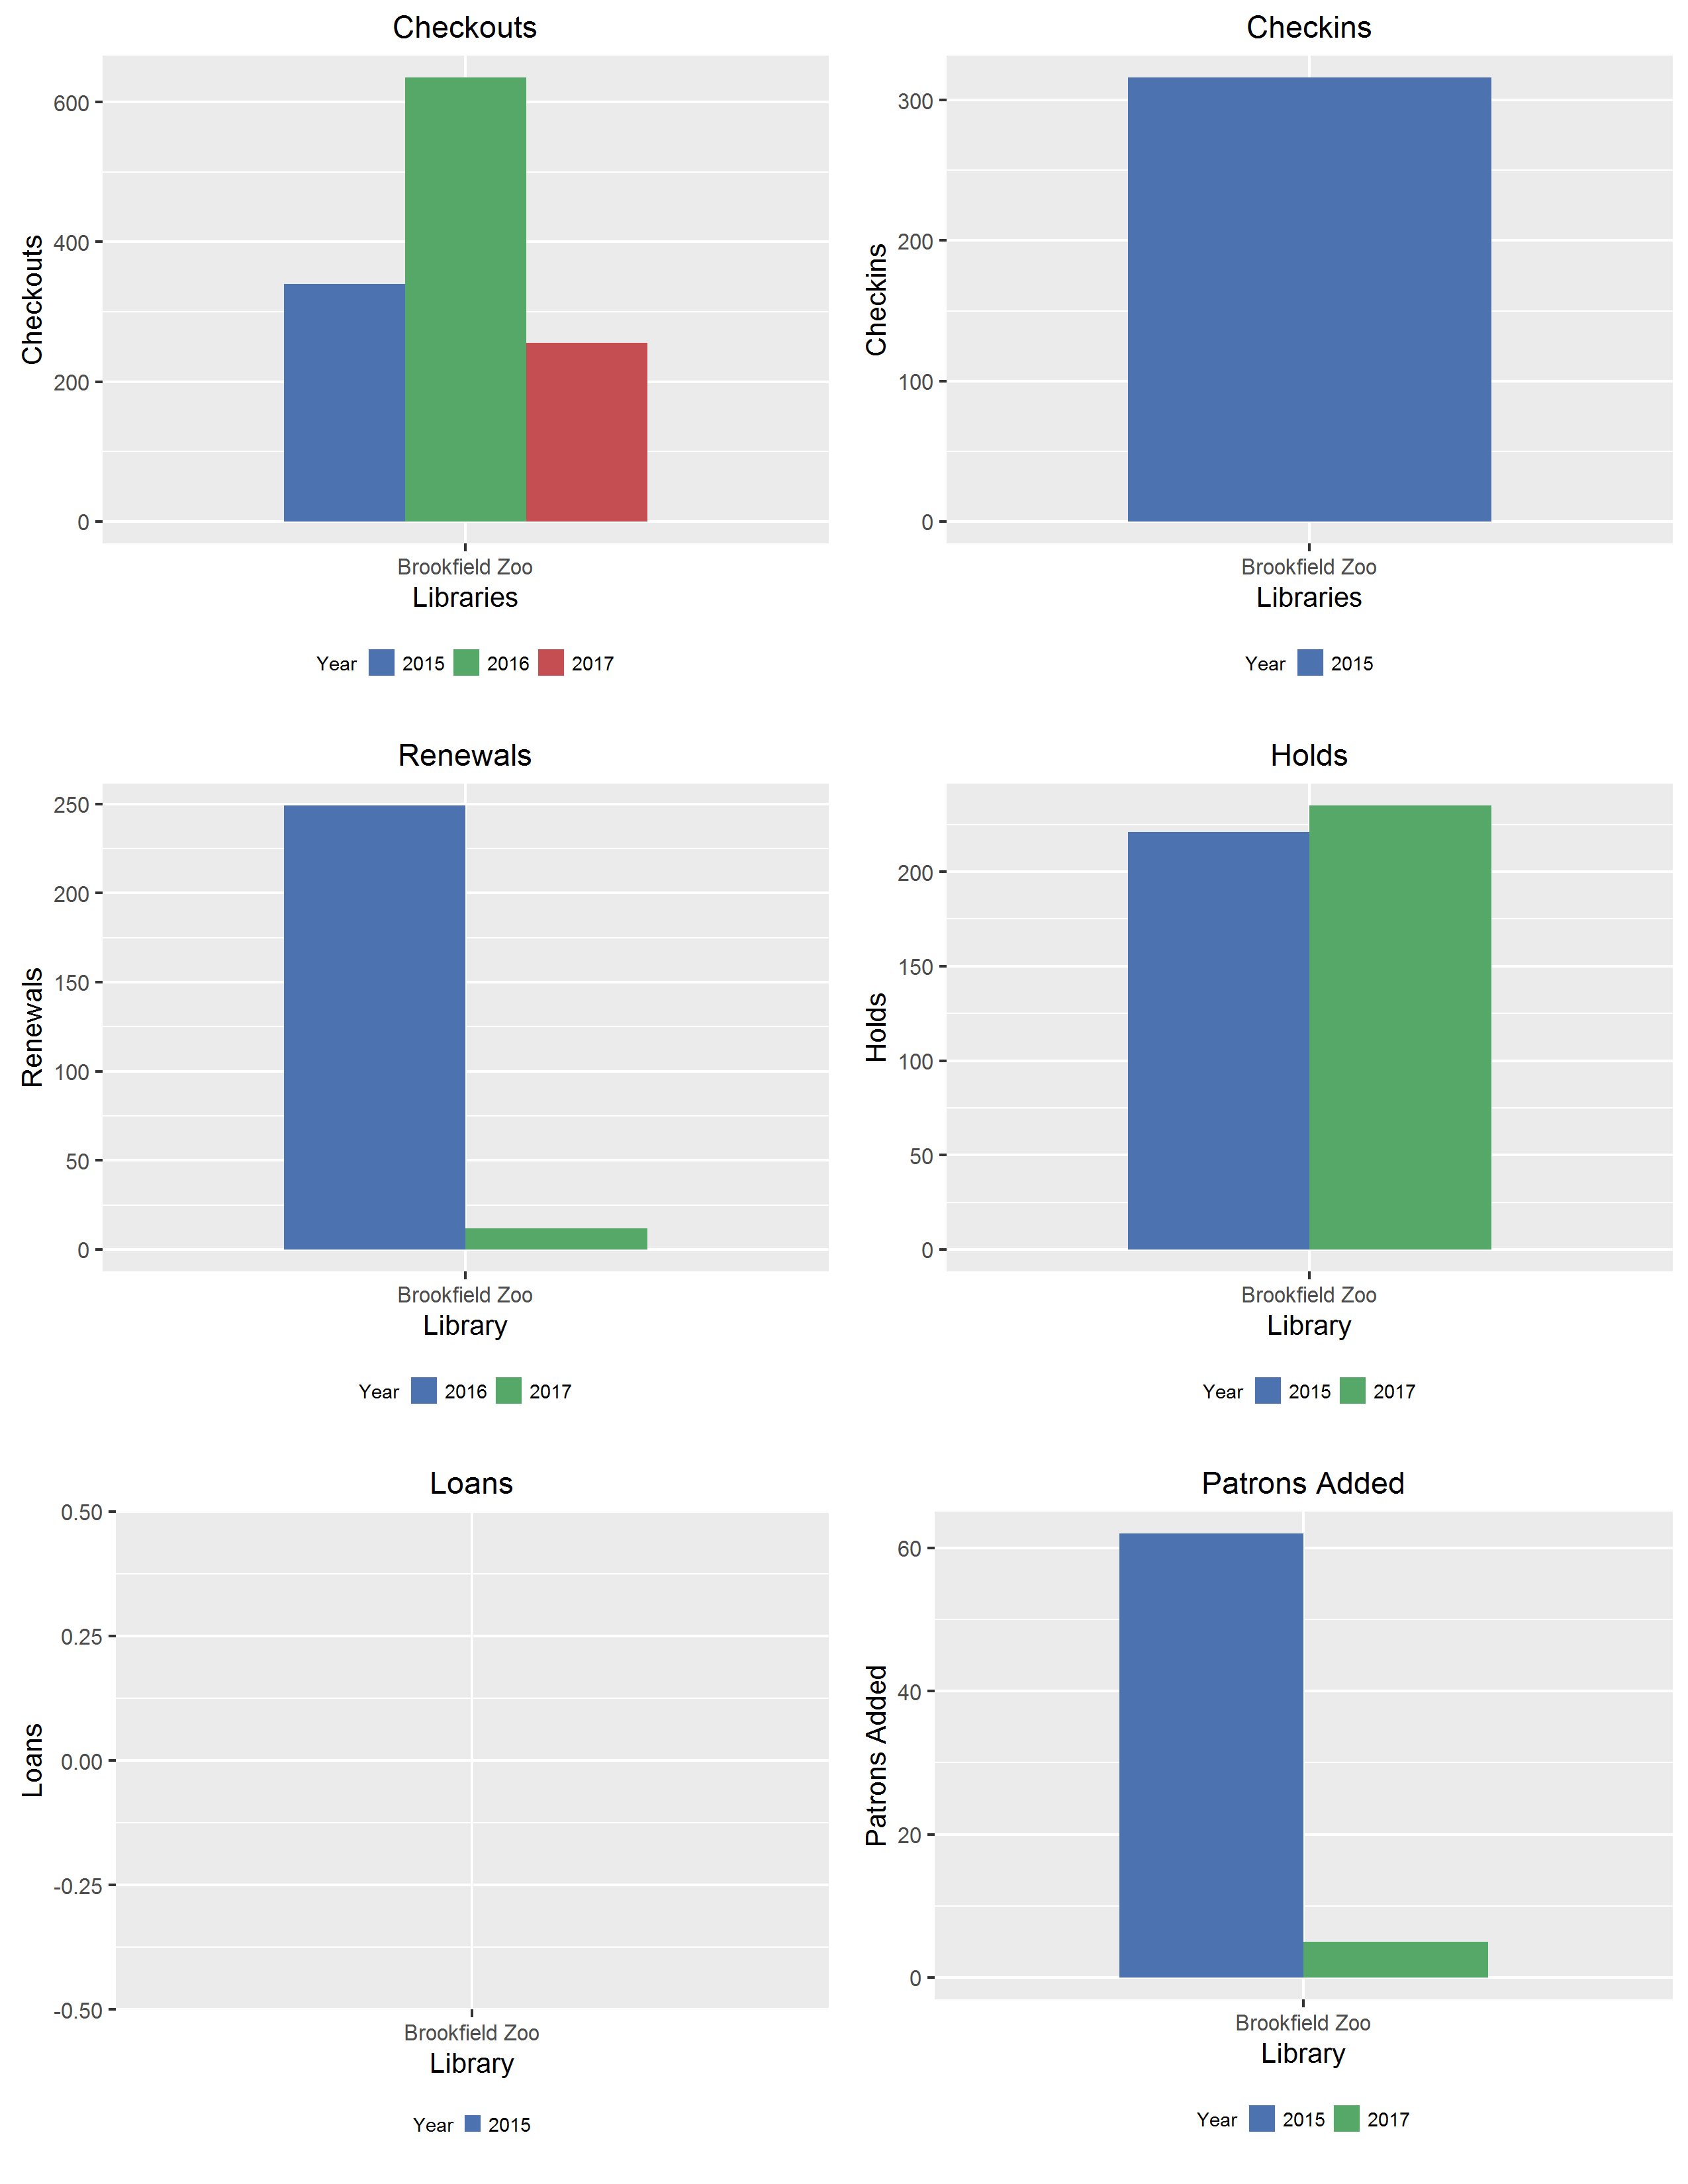 Checkouts
600
400
200
0
Checkouts
Brookfield Zoo
Libraries
Year 2015 2016 2017
Checkins
300
200
100
0
Checkins
Brookfield Zoo
Libraries
Year 2015
Renewals
250
200
150
100
50
0
Renewals
Brookfield Zoo
Library
Year 2016 2017
Holds
200
150
100
50
0
Holds
Brookfield Zoo
Library
Year 2015 2017
Loans
0.50
0.25
0.00
-0.25
-0.50
Loans
Brookfield Zoo
Library
Year 2015
Patrons Added
60
40
20
0
Patrons Added
Brookfield Zoo
Library
Year 2015 2017